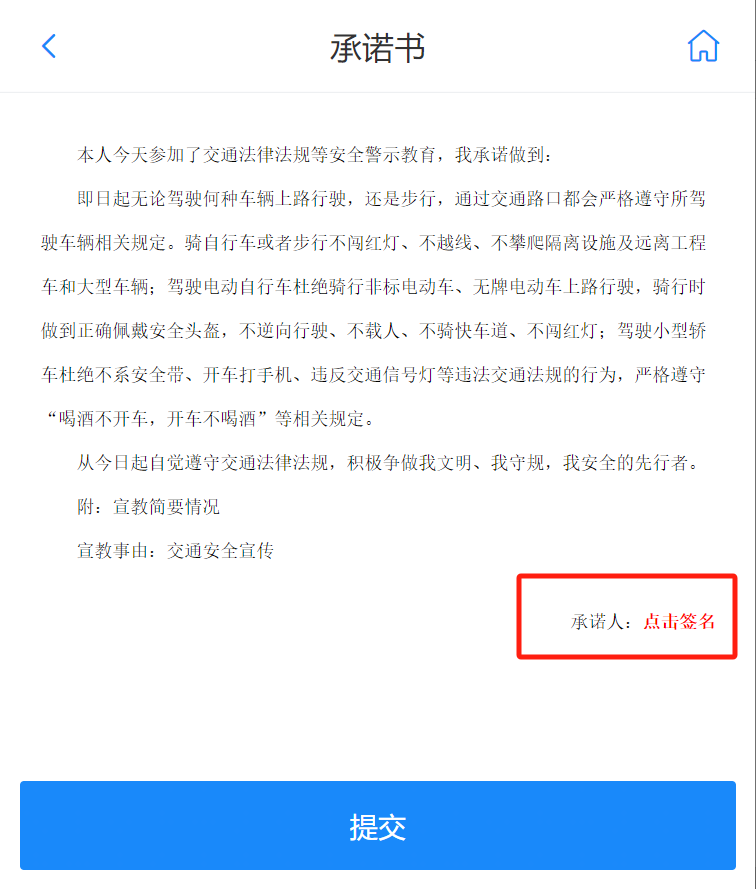 承诺书
本人今天参加了交通法律法规等安全警示教育，我承诺做到：
即日起无论驾驶何种车辆上路行驶，还是步行，通过交通路口都会严格遵守所驾
驶车辆相关规定。骑自行车或者步行不闯红灯、不越线、不攀爬隔离设施及远离工程
车和大型车辆；驾驶电动自行车杜绝骑行非标电动车、无牌电动车上路行驶，骑行时
做到正确佩戴安全头盔，不逆向行驶、不载人、不骑快车道、不闯红灯；驾驶小型轿
车杜绝不系安全带、开车打手机、违反交通信号灯等违法交通法规的行为，严格遵守
“喝酒不开车，开车不喝酒”等相关规定。
从今日起自觉遵守交通法律法规，积极争做我文明、我守规，我安全的先行者。
附：宣教简要情况
宣教事由：交通安全宣传
承诺人：点击签名
提交